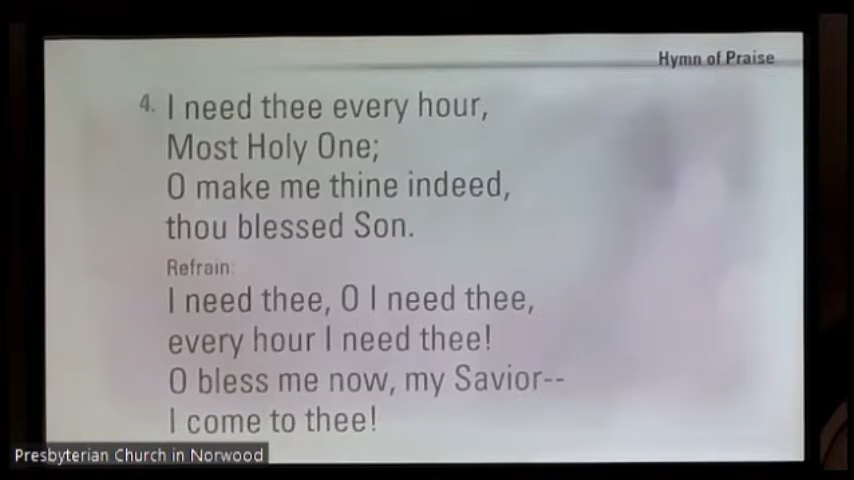 Hymn of Praise
4. I need thee every hour,
Most Holy One;
O make me thine indeed,
thou blessed Son.
Refrain:
I need thee, O I need thee,
every hour I need thee!
O bless me now, my Savior--
I come to thee!
Presbyterian Church in Norwood